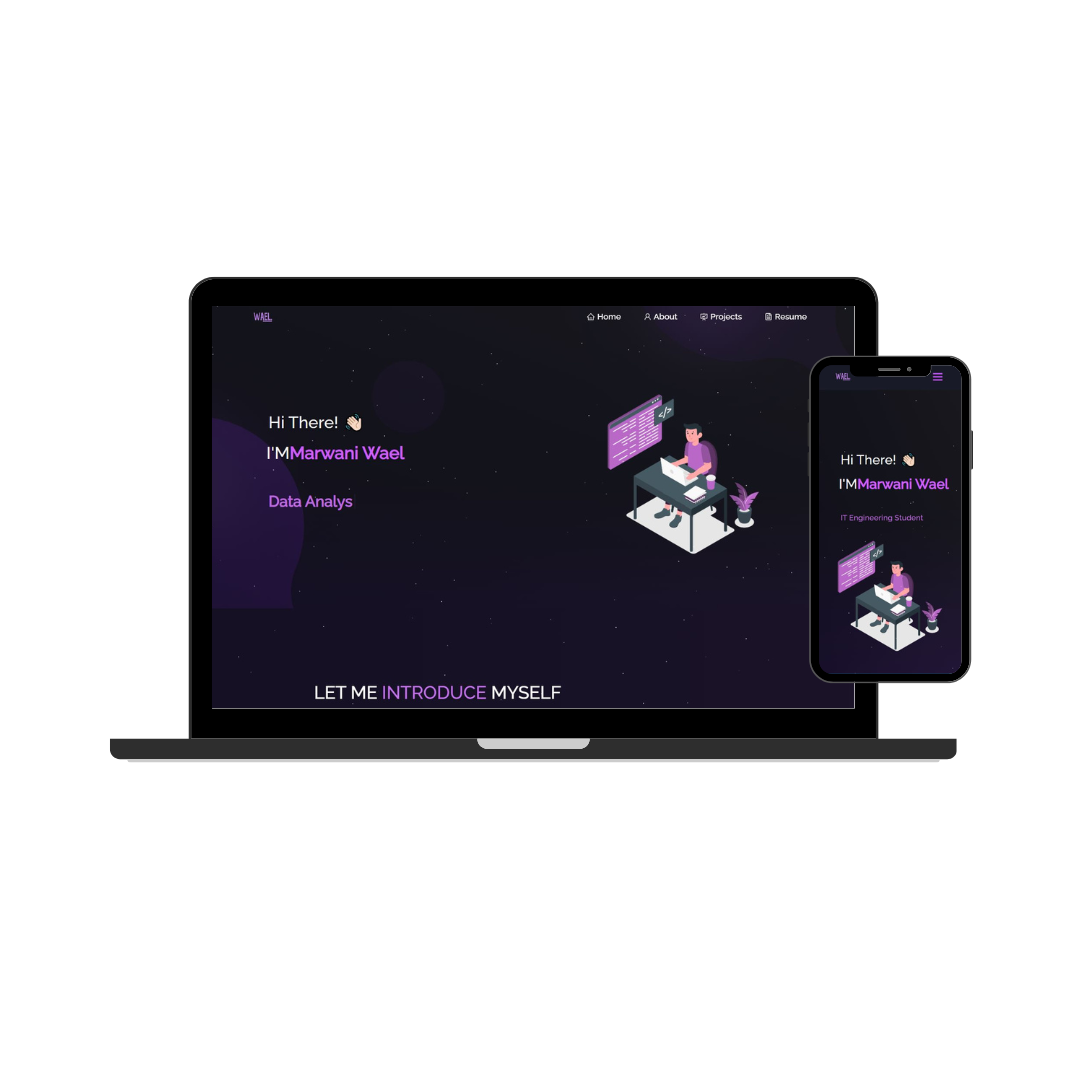 WAEL
Home About Projects Resume
Hi There! 👋🏻
I'MMarwani Wael
Data Analys
</>
LET ME INTRODUCE MYSELF
WAEL
Hi There! 👋🏻
I'MMarwani Wael
IT Engineering Student
</>